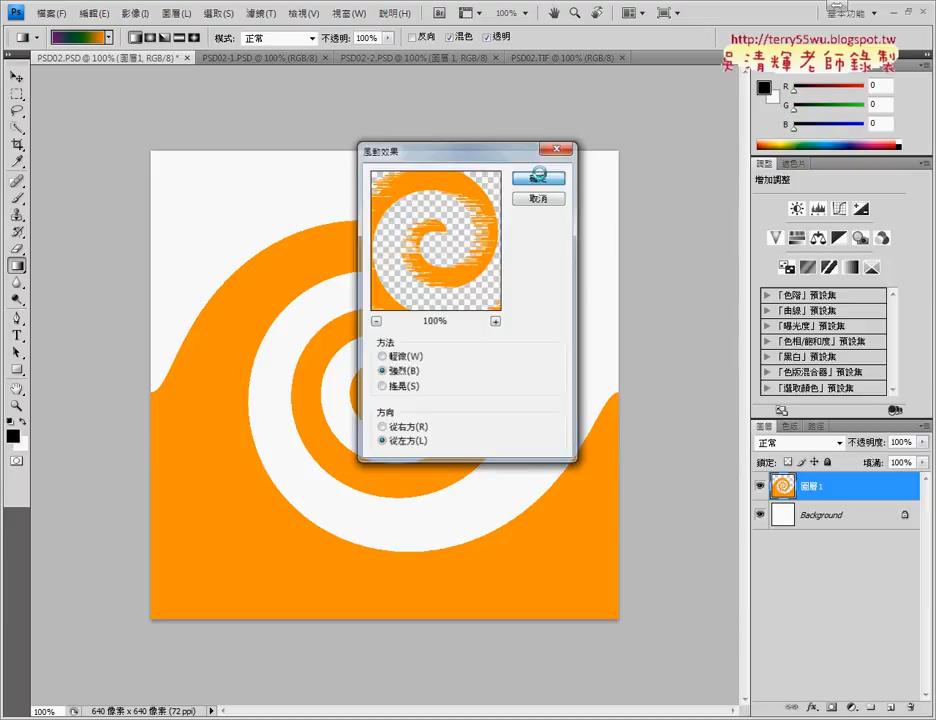 檔案(F) 編輯(E) 影像(I) 圖層(L) 選取(S) 濾鏡(T) 檢視(V) 視窗(W) 說明(H) Br 100% 基本功能
模式: 正常 不透明: 100% 反向 混色 透明
http://terry55wu.blogspot.tw
吳清輝老師錄製
PSD02.PSD @ 100% (圖層 1, RGB/8) * PSD02-1.PSD @ 100% (RGB/8) PSD02-2.PSD @ 100% (圖層 1, RGB/8) PSD02.TIF @ 100% (RGB/8)
R 0
G 0
B 0
調整 遮色片
增加調整
「色階」預設集
「曲線」預設集
「曝光度」預設集
「色相/飽和度」預設集
「黑白」預設集
「色版混合器」預設集
「選取顏色」預設集
圖層 色版 路徑
正常 不透明度: 100%
鎖定: 填滿: 100%
圖層 1
Background
風動效果
確定
取消
100%
方法
輕微(W)
強烈(B)
搖晃(S)
方向
從右方(R)
從左方(L)
100% 640 像素 x 640 像素 (72 ppi)